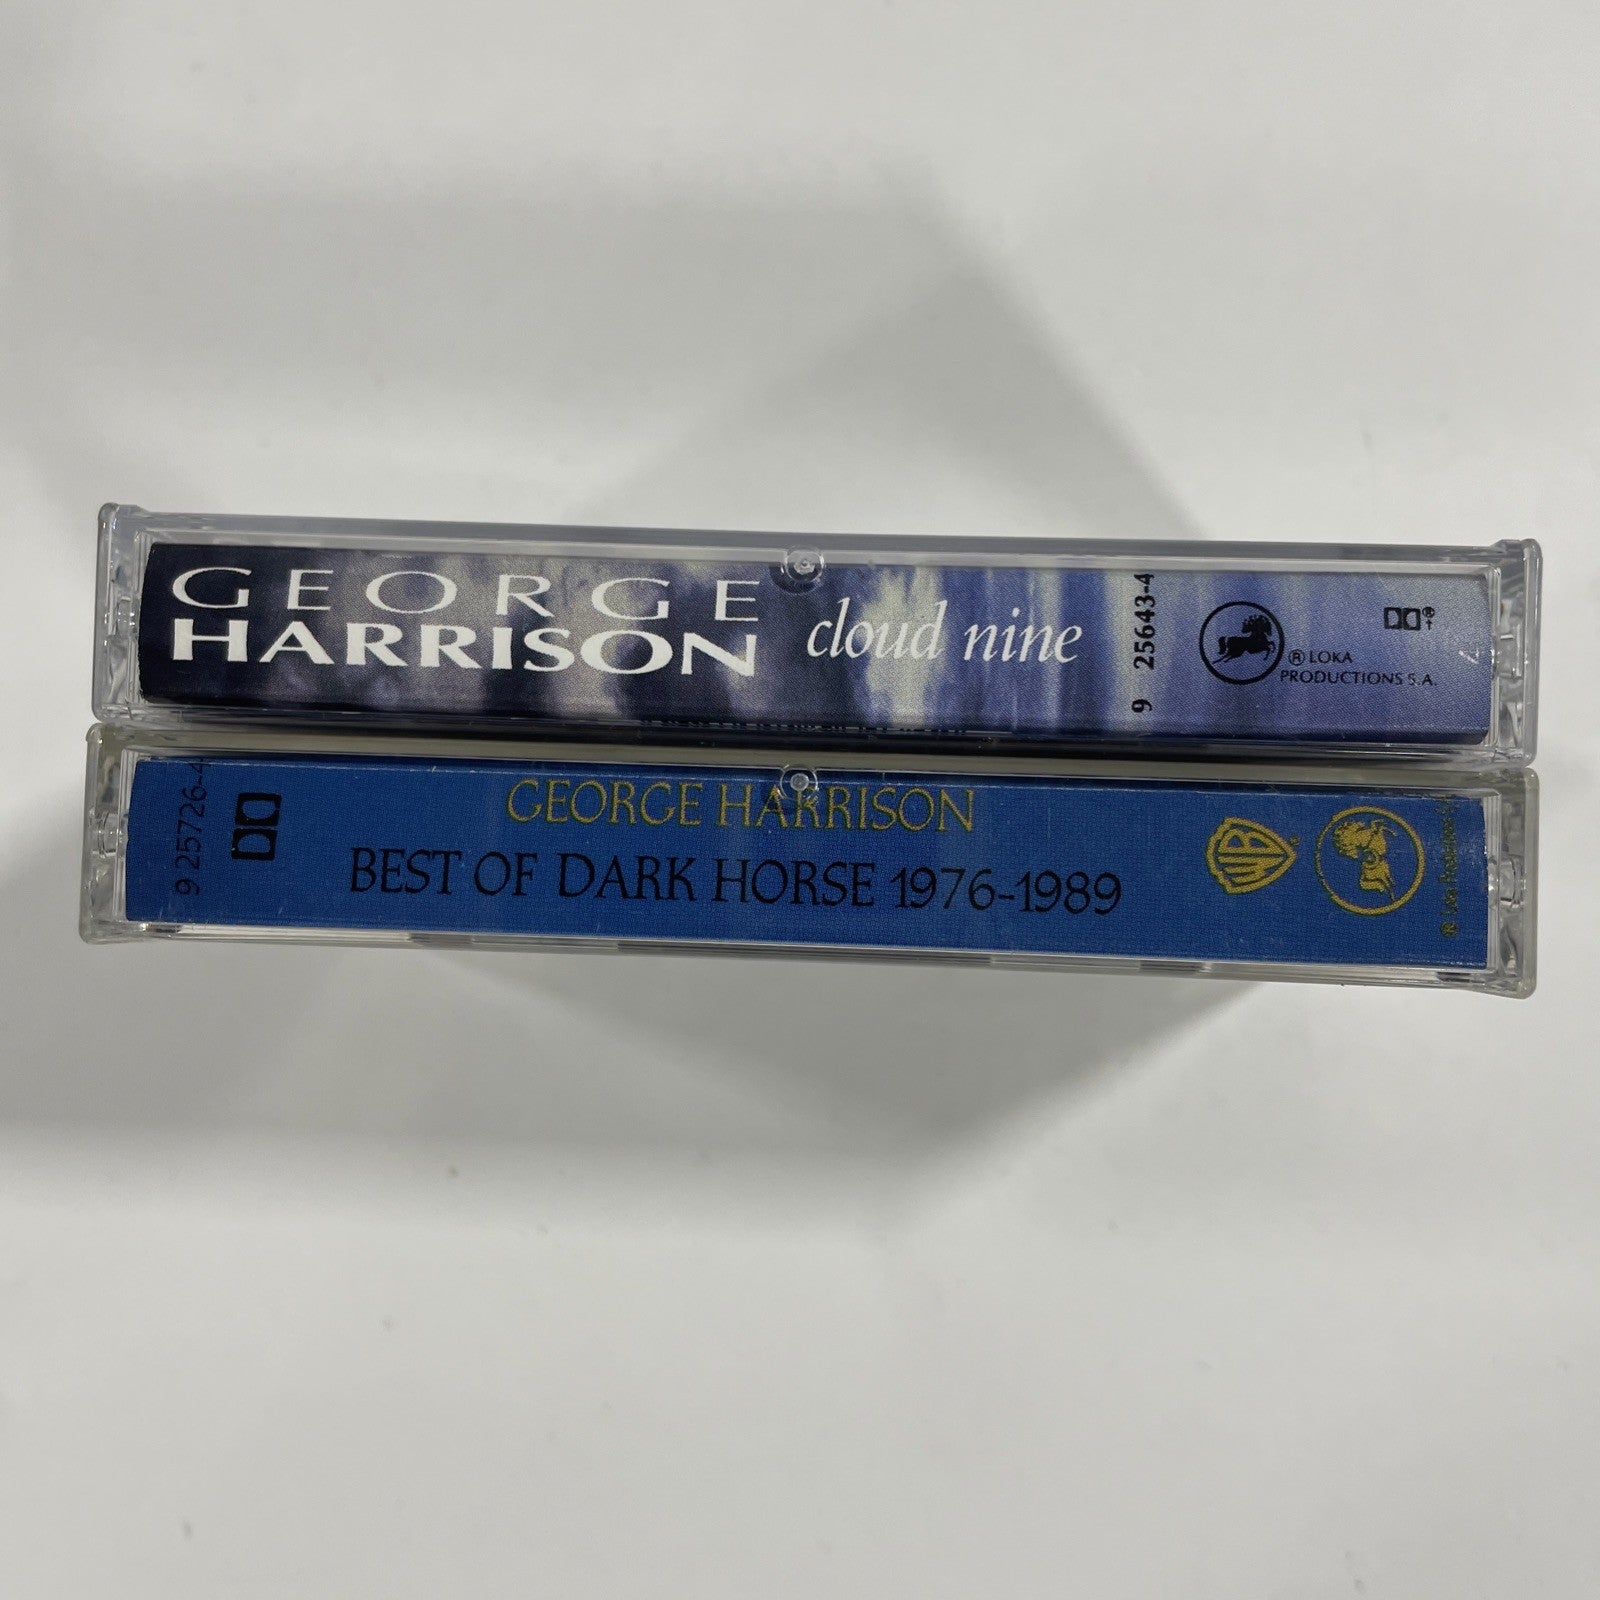 GEORGE
HARRISON
cloud nine
9 25643-4
® LOKA
PRODUCTIONS S.A.
9 25726-4
GEORGE HARRISON
BEST OF DARK HORSE 1976-1989
WB